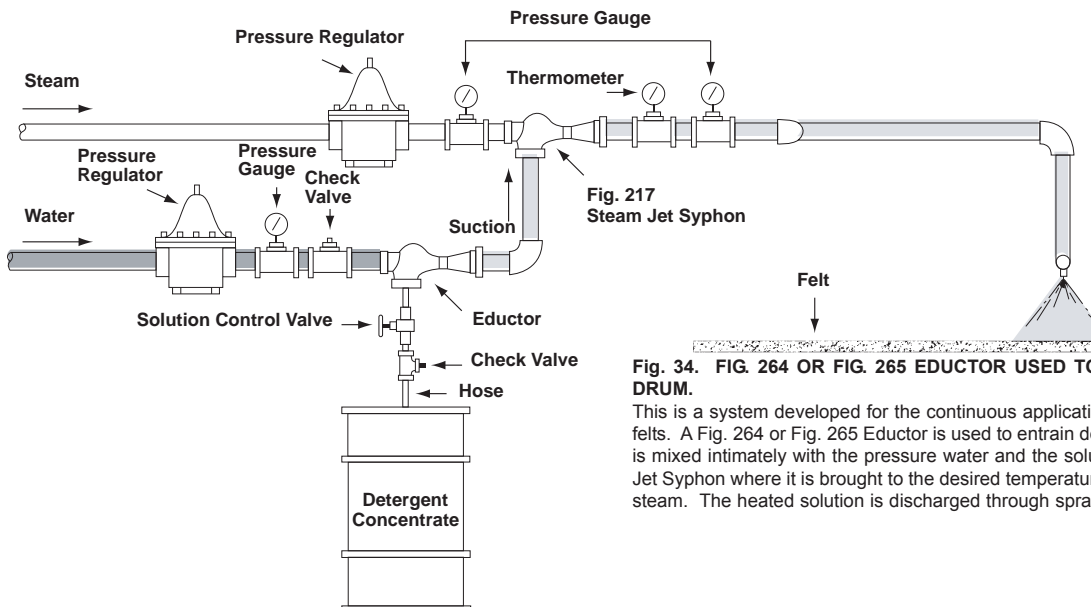 Pressure Gauge
Pressure Regulator
Steam
Thermometer
Pressure
Regulator
Pressure
Gauge
Check
Valve
Fig. 217
Steam Jet Syphon
Water
Suction
Felt
Solution Control Valve
Eductor
Check Valve
Hose
Detergent
Concentrate
Fig. 34. FIG. 264 OR FIG. 265 EDUCTOR USED TO
DRUM.
This is a system developed for the continuous applicati
felts. A Fig. 264 or Fig. 265 Eductor is used to entrain de
is mixed intimately with the pressure water and the solu
Jet Syphon where it is brought to the desired temperatur
steam. The heated solution is discharged through spra